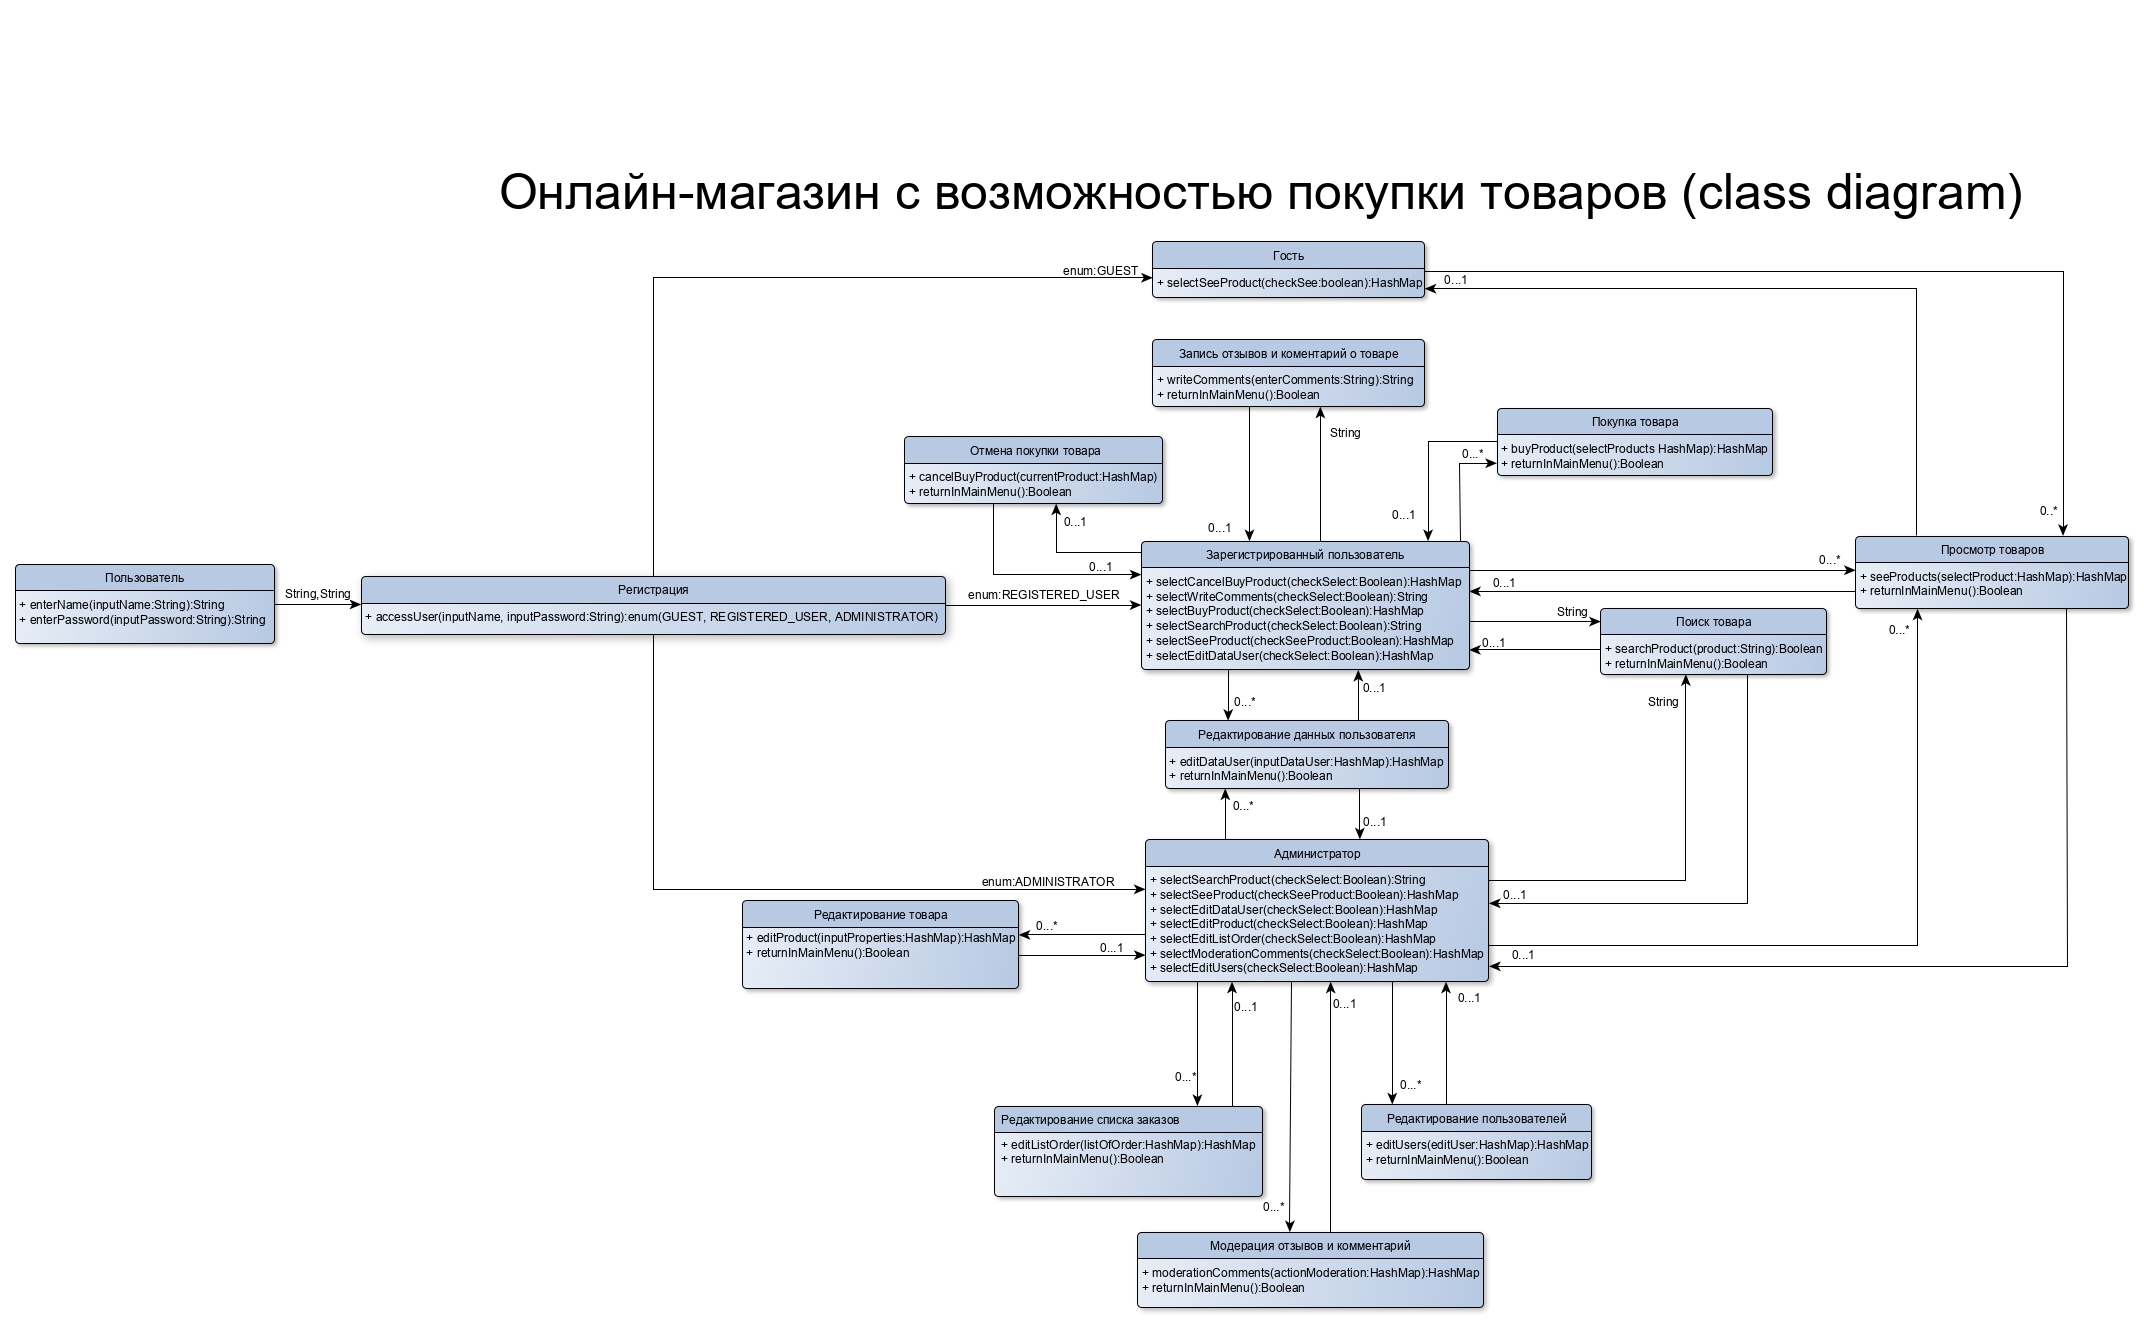 Онлайн-магазин с возможностью покупки товаров (class diagram)
Гость
+ selectSeeProduct(checkSee:boolean):HashMap
enum:GUEST
0...1
Запись отзывов и коментарий о товаре
+ writeComments(enterComments:String):String
+ returnInMainMenu():Boolean
String
0...1
Покупка товара
+ buyProduct(selectProducts HashMap):HashMap
+ returnInMainMenu():Boolean
0...*
0...1
Отмена покупки товара
+ cancelBuyProduct(currentProduct:HashMap)
+ returnInMainMenu():Boolean
0...1
0...1
0..*
Пользователь
+ enterName(inputName:String):String
+ enterPassword(inputPassword:String):String
String,String
Регистрация
+ accessUser(inputName, inputPassword:String):enum(GUEST, REGISTERED_USER, ADMINISTRATOR)
enum:REGISTERED_USER
Зарегистрированный пользователь
+ selectCancelBuyProduct(checkSelect:Boolean):HashMap
+ selectWriteComments(checkSelect:Boolean):String
+ selectBuyProduct(checkSelect:Boolean):HashMap
+ selectSearchProduct(checkSelect:Boolean):String
+ selectSeeProduct(checkSeeProduct:Boolean):HashMap
+ selectEditDataUser(checkSelect:Boolean):HashMap
0...*
0...1
Просмотр товаров
+ seeProducts(selectProduct:HashMap):HashMap
+ returnInMainMenu():Boolean
0...*
String
0...1
Поиск товара
+ searchProduct(product:String):Boolean
+ returnInMainMenu():Boolean
String
0...*
0...1
Редактирование данных пользователя
+ editDataUser(inputDataUser:HashMap):HashMap
+ returnInMainMenu():Boolean
0...*
0...1
enum:ADMINISTRATOR
Администратор
+ selectSearchProduct(checkSelect:Boolean):String
+ selectSeeProduct(checkSeeProduct:Boolean):HashMap
+ selectEditDataUser(checkSelect:Boolean):HashMap
+ selectEditProduct(checkSelect:Boolean):HashMap
+ selectEditListOrder(checkSelect:Boolean):HashMap
+ selectModerationComments(checkSelect:Boolean):HashMap
+ selectEditUsers(checkSelect:Boolean):HashMap
0...1
0...1
Редактирование товара
+ editProduct(inputProperties:HashMap):HashMap
+ returnInMainMenu():Boolean
0...*
0...1
0...1
0...1
0...1
0...*
0...*
Редактирование списка заказов
+ editListOrder(listOfOrder:HashMap):HashMap
+ returnInMainMenu():Boolean
Редактирование пользователей
+ editUsers(editUser:HashMap):HashMap
+ returnInMainMenu():Boolean
0...*
Модерация отзывов и комментарий
+ moderationComments(actionModeration:HashMap):HashMap
+ returnInMainMenu():Boolean